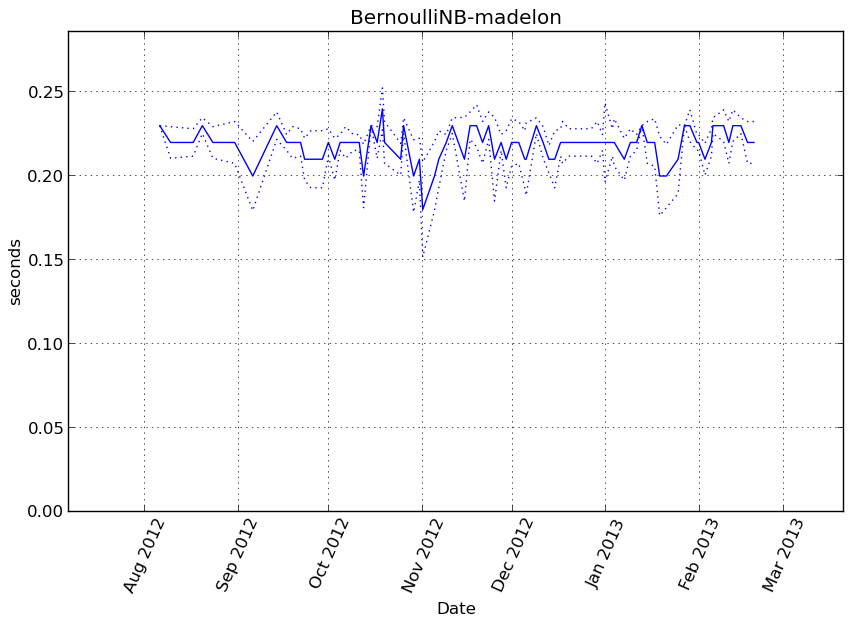 BernoulliNB-madelon
0.25
0.20
0.15
0.10
0.05
0.00
seconds
Aug 2012
Sep 2012
Oct 2012
Nov 2012
Dec 2012
Jan 2013
Feb 2013
Mar 2013
Date